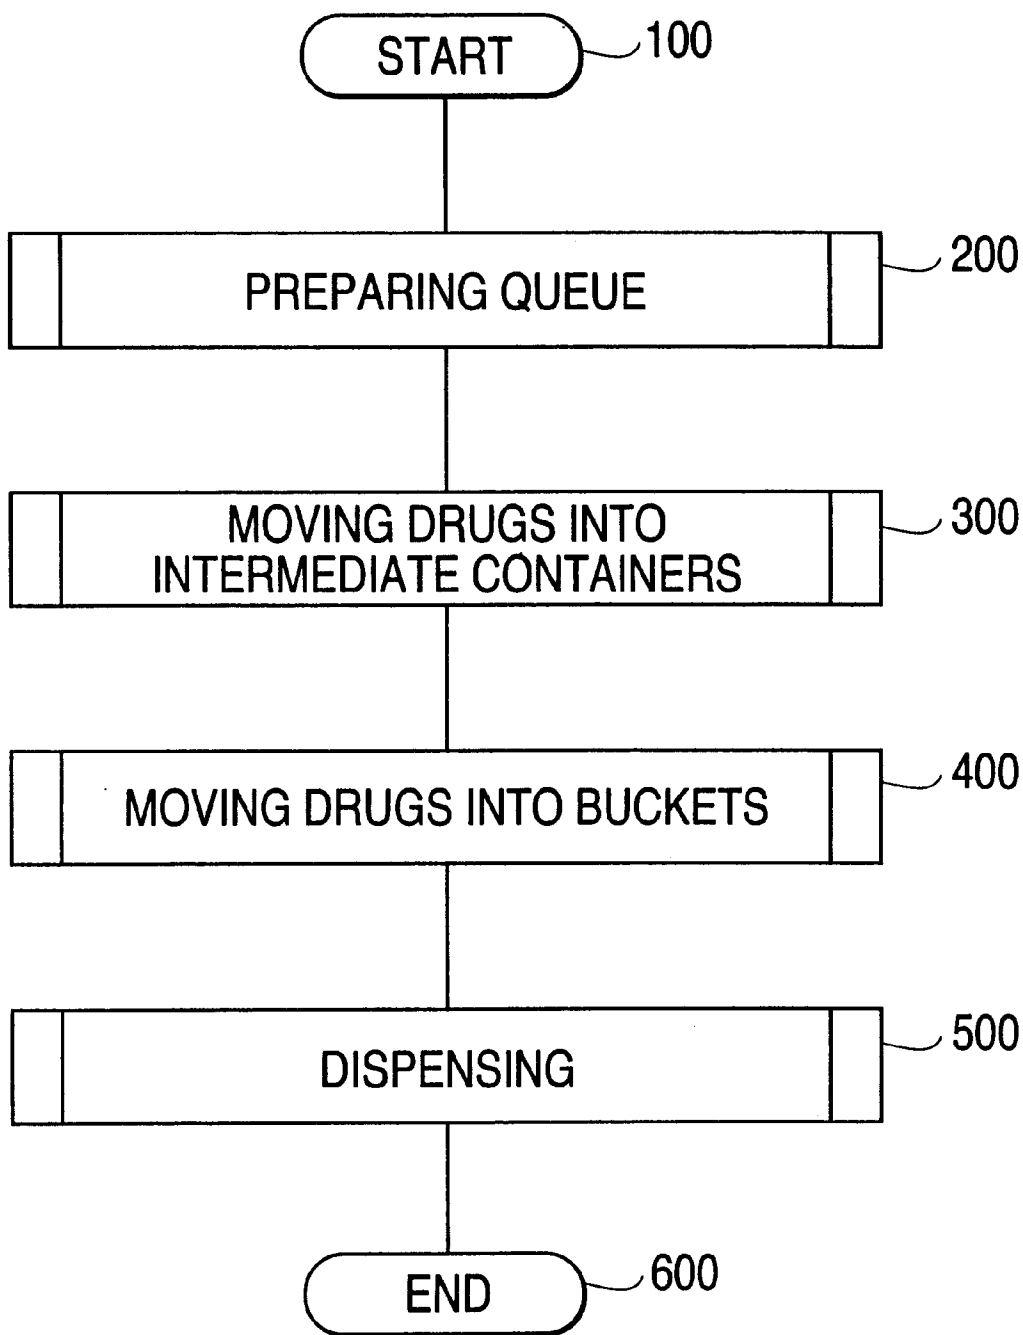 START
100
PREPARING QUEUE
200
MOVING DRUGS INTO
INTERMEDIATE CONTAINERS
300
MOVING DRUGS INTO BUCKETS
400
DISPENSING
500
END
600